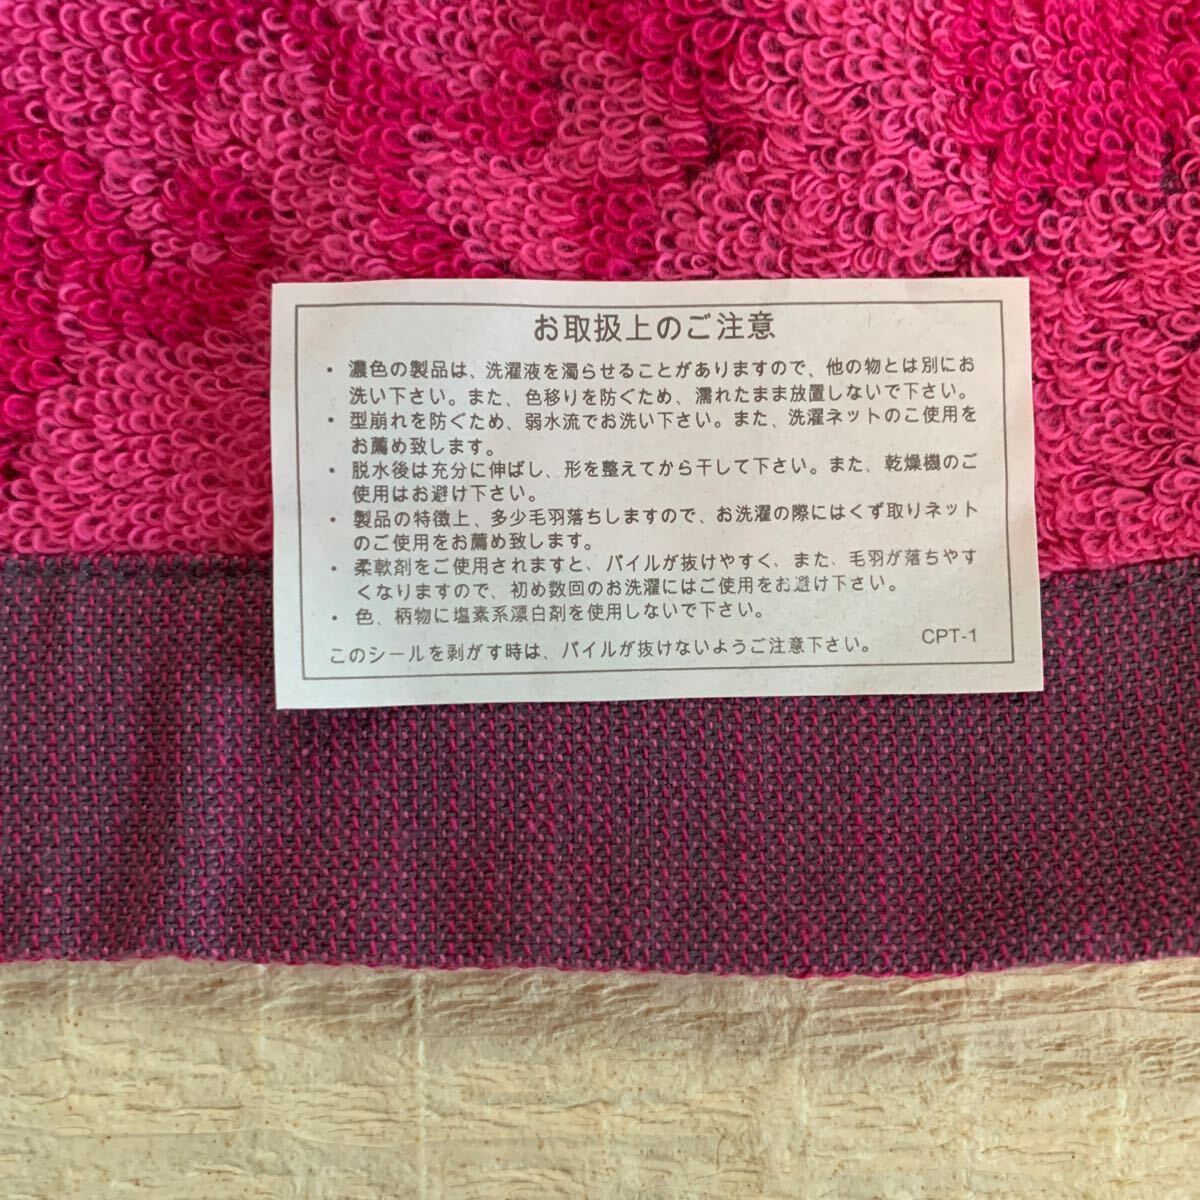 お取扱上のご注意
・ 濃色の製品は、洗濯液を濁らせることがありますので、他の物とは別にお
洗い下さい。また、色移りを防ぐため、濡れたまま放置しないで下さい。
・ 型崩れを防ぐため、弱水流でお洗い下さい。また、洗濯ネットのご使用を
お薦め致します。
・ 脱水後は充分に伸ばし、形を整えてから干して下さい。また、乾燥機のご
使用はお避け下さい。
・ 製品の特徴上、多少毛羽落ちしますので、お洗濯の際にはくず取りネット
のご使用をお薦め致します。
・ 柔軟剤をご使用されますと、パイルが抜けやすく、また、毛羽が落ちやす
くなりますので、初め数回のお洗濯にはご使用をお避け下さい。
・ 色、柄物に塩素系漂白剤を使用しないで下さい。
このシールを剥がす時は、パイルが抜けないようご注意下さい。 CPT-1